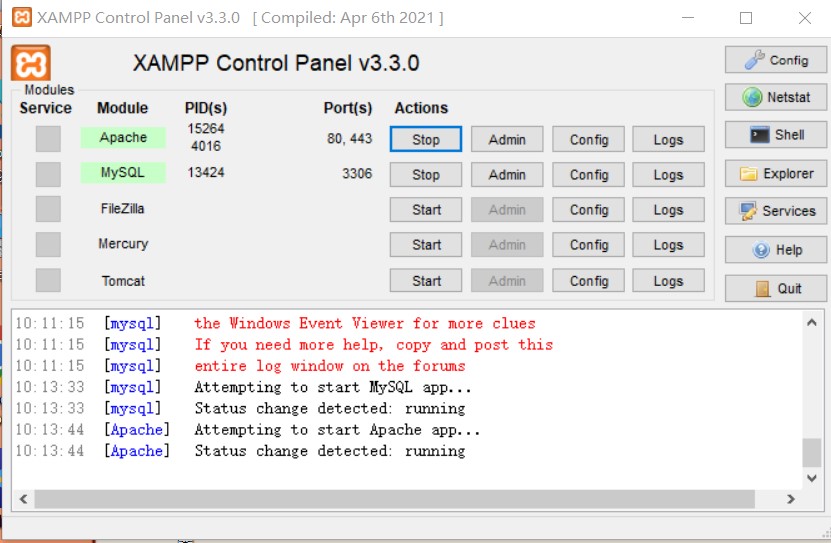 XAMPP Control Panel v3.3.0 [ Compiled: Apr 6th 2021 ]
XAMPP Control Panel v3.3.0
Config
Modules
Service Module PID(s) Port(s) Actions
Netstat
Apache 15264 4016 80, 443 Stop Admin Config Logs
Shell
MySQL 13424 3306 Stop Admin Config Logs
Explorer
FileZilla Start Admin Config Logs
Services
Mercury Start Admin Config Logs
Help
Tomcat Start Admin Config Logs
Quit
10:11:15 [mysql] the Windows Event Viewer for more clues
10:11:15 [mysql] If you need more help, copy and post this
10:11:15 [mysql] entire log window on the forums
10:13:33 [mysql] Attempting to start MySQL app...
10:13:33 [mysql] Status change detected: running
10:13:44 [Apache] Attempting to start Apache app...
10:13:44 [Apache] Status change detected: running